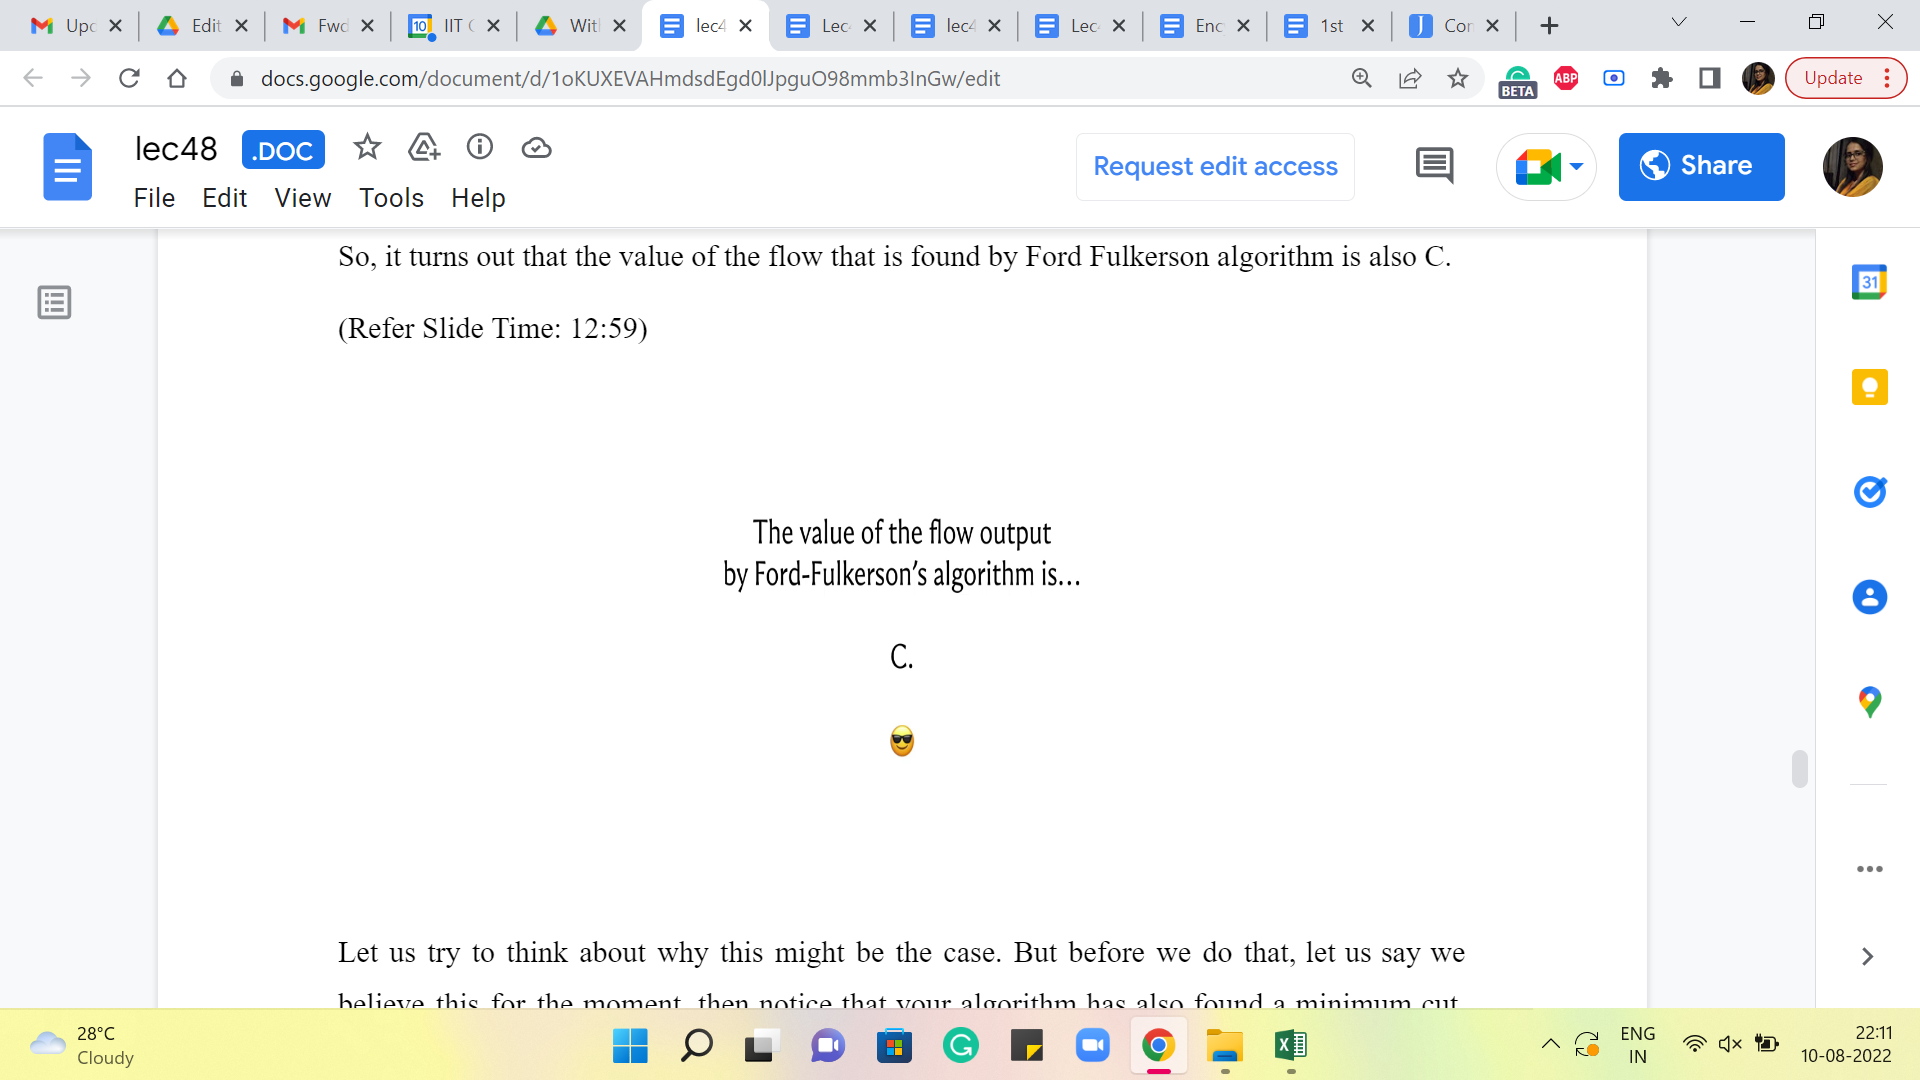 Upd
Edit
Fwd
10
IIT
Wit
lec4
Lec
lec4
Lec
Enc
1st
J
Con
docs.google.com/document/d/1oKUXEVAHmdsdEgd0lJpguO98mmb3InGw/edit
BETA
ABP
Update
lec48
.DOC
Request edit access
Share
File Edit View Tools Help
So, it turns out that the value of the flow that is found by Ford Fulkerson algorithm is also C.
31
(Refer Slide Time: 12:59)
The value of the flow output
by Ford-Fulkerson's algorithm is...
C.
Let us try to think about why this might be the case. But before we do that, let us say we
believe this for the moment, then notice that your algorithm has also found a minimum cut.
28°C
Cloudy
ENG
IN
22:11
10-08-2022